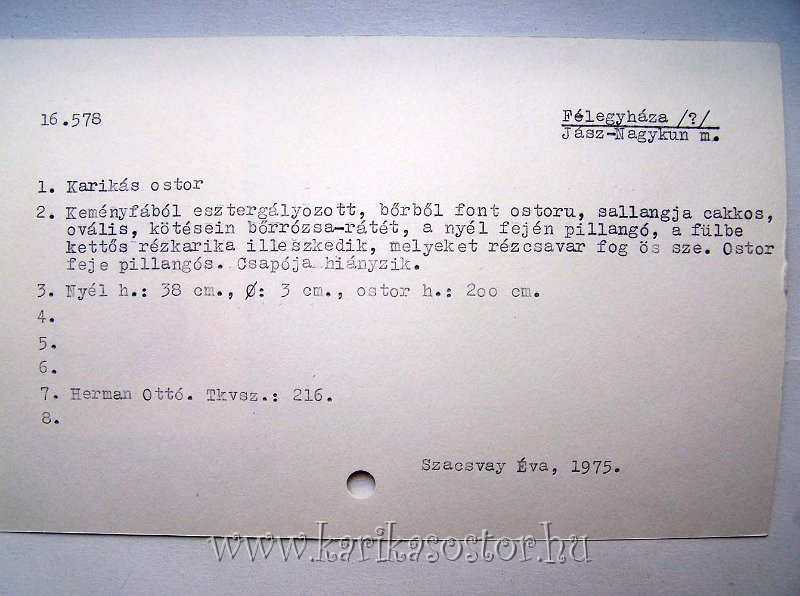 16.578
Félegyháza /?/
Jász-Nagykun m.
1. Karikás ostor
2. Keményfából esztergályozott, bőrből font ostoru, sallangja cakkos,
ovális, kötésein bőrrózsa-rátét, a nyél fején pillangó, a fülbe
kettős rézkarika illeszkedik, melyeket rézcsavar fog ös sze. Ostor
feje pillangós. Csapója hiányzik.
3. Nyél h.: 38 cm., Ø: 3 cm., ostor h.: 2oo cm.
4.
5.
6.
7. Herman Ottó. Tkvsz.: 216.
8.
Szacsvay Éva, 1975.
www.karikasostor.hu